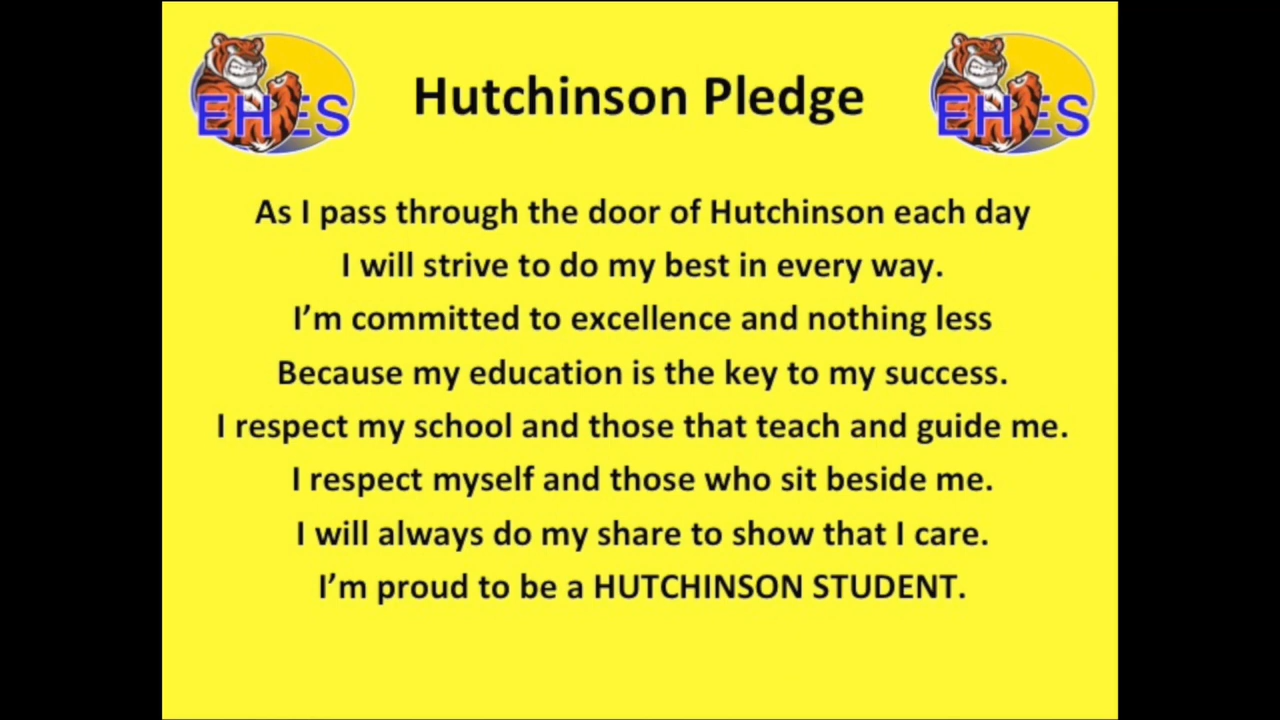 EHES
Hutchinson Pledge
EHES
As I pass through the door of Hutchinson each day
I will strive to do my best in every way.
I’m committed to excellence and nothing less
Because my education is the key to my success.
I respect my school and those that teach and guide me.
I respect myself and those who sit beside me.
I will always do my share to show that I care.
I’m proud to be a HUTCHINSON STUDENT.